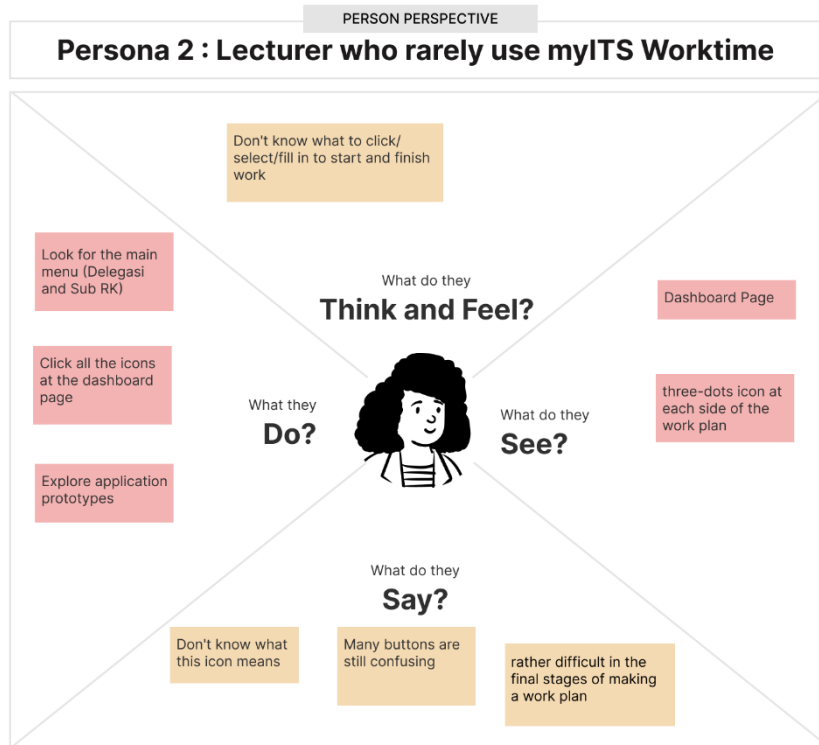 PERSON PERSPECTIVE
Persona 2 : Lecturer who rarely use myITS Worktime
Don't know what to click/
select/fill in to start and finish
work
Look for the main
menu (Delegasi
and Sub RK)
What do they
Think and Feel?
Dashboard Page
Click all the icons
at the dashboard
page
three-dots icon at
each side of the
work plan
What they
Do?
What do they
See?
Explore application
prototypes
What do they
Say?
Don't know what
this icon means
Many buttons are
still confusing
rather difficult in the
final stages of making
a work plan